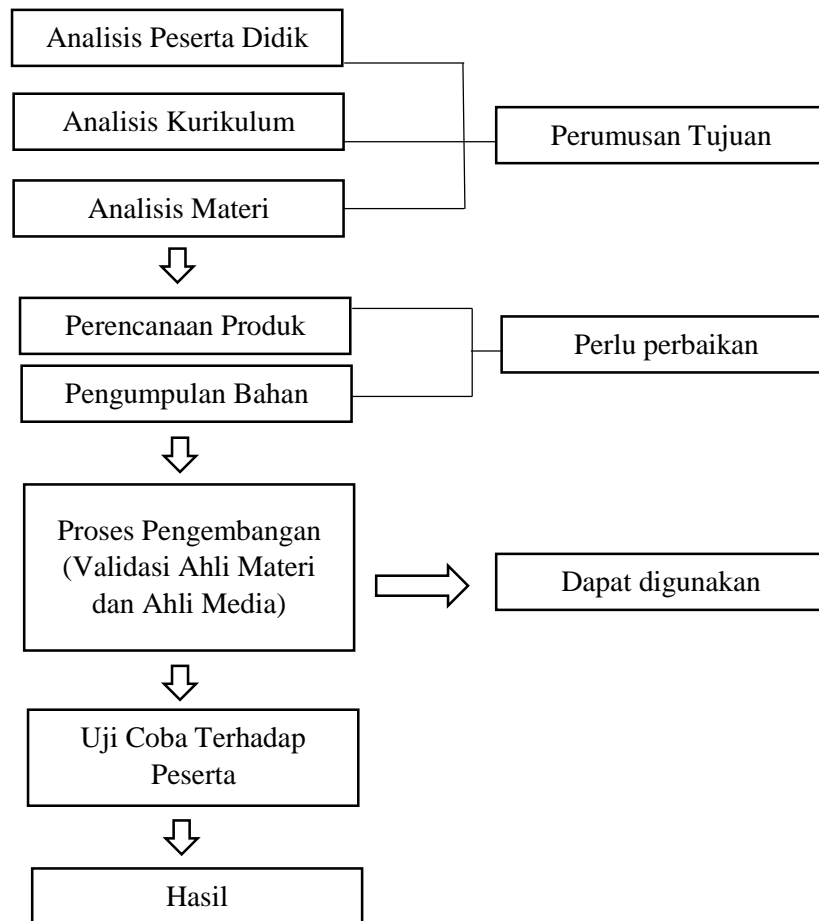 Analisis Peserta Didik
Analisis Kurikulum
Perumusan Tujuan
Analisis Materi
Perencanaan Produk
Perlu perbaikan
Pengumpulan Bahan
Proses Pengembangan
(Validasi Ahli Materi
dan Ahli Media)
Dapat digunakan
Uji Coba Terhadap
Peserta
Hasil